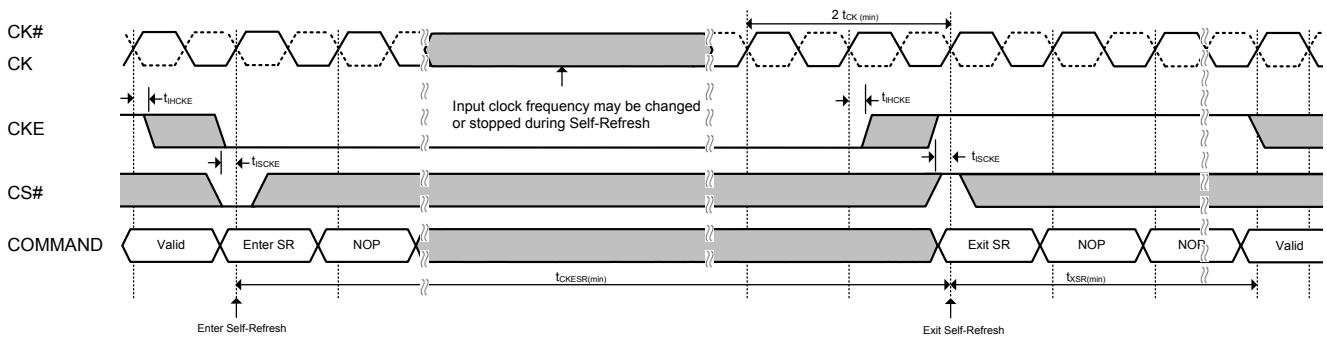 2 tCK (min)
CK#
CK
Input clock frequency may be changed
or stopped during Self-Refresh
tIHCKE
tIHCKE
CKE
tISCKE
tISCKE
CS#
COMMAND
Valid
Enter SR
NOP
Exit SR
NOP
NOP
Valid
tCKESR(min)
tXSR(min)
Enter Self-Refresh
Exit Self-Refresh